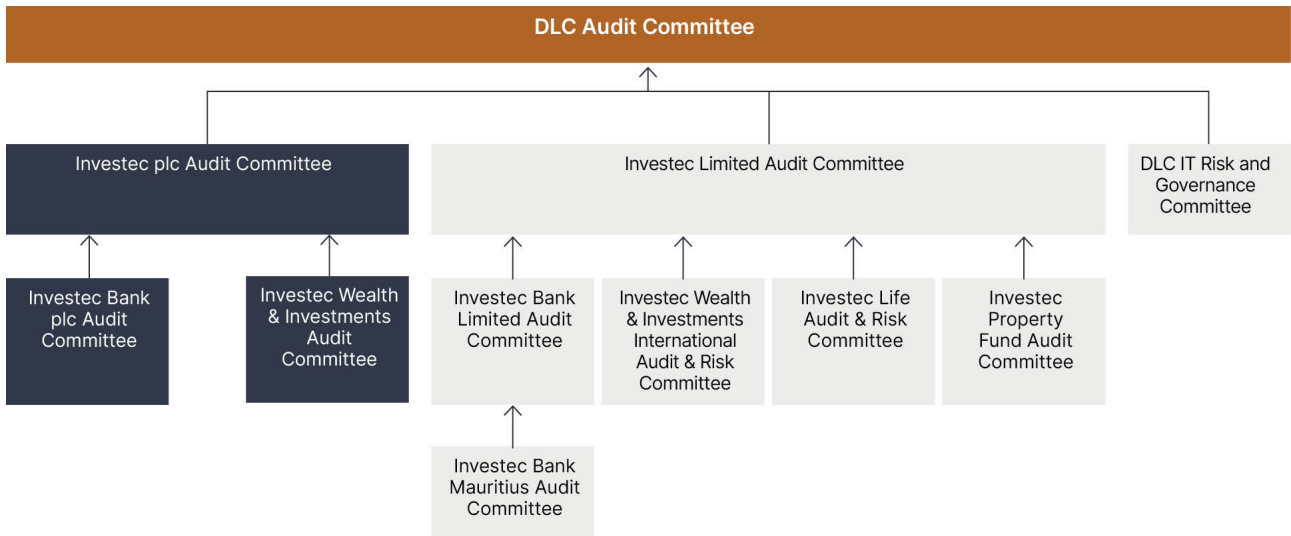 DLC Audit Committee
Investec plc Audit Committee
Investec Limited Audit Committee
DLC IT Risk and
Governance
Committee
Investec Bank
plc Audit
Committee
Investec Wealth
& Investments
Audit
Committee
Investec Bank
Limited Audit
Committee
Investec Wealth
& Investments
International
Audit & Risk
Committee
Investec Life
Audit & Risk
Committee
Investec
Property
Fund Audit
Committee
Investec Bank
Mauritius Audit
Committee